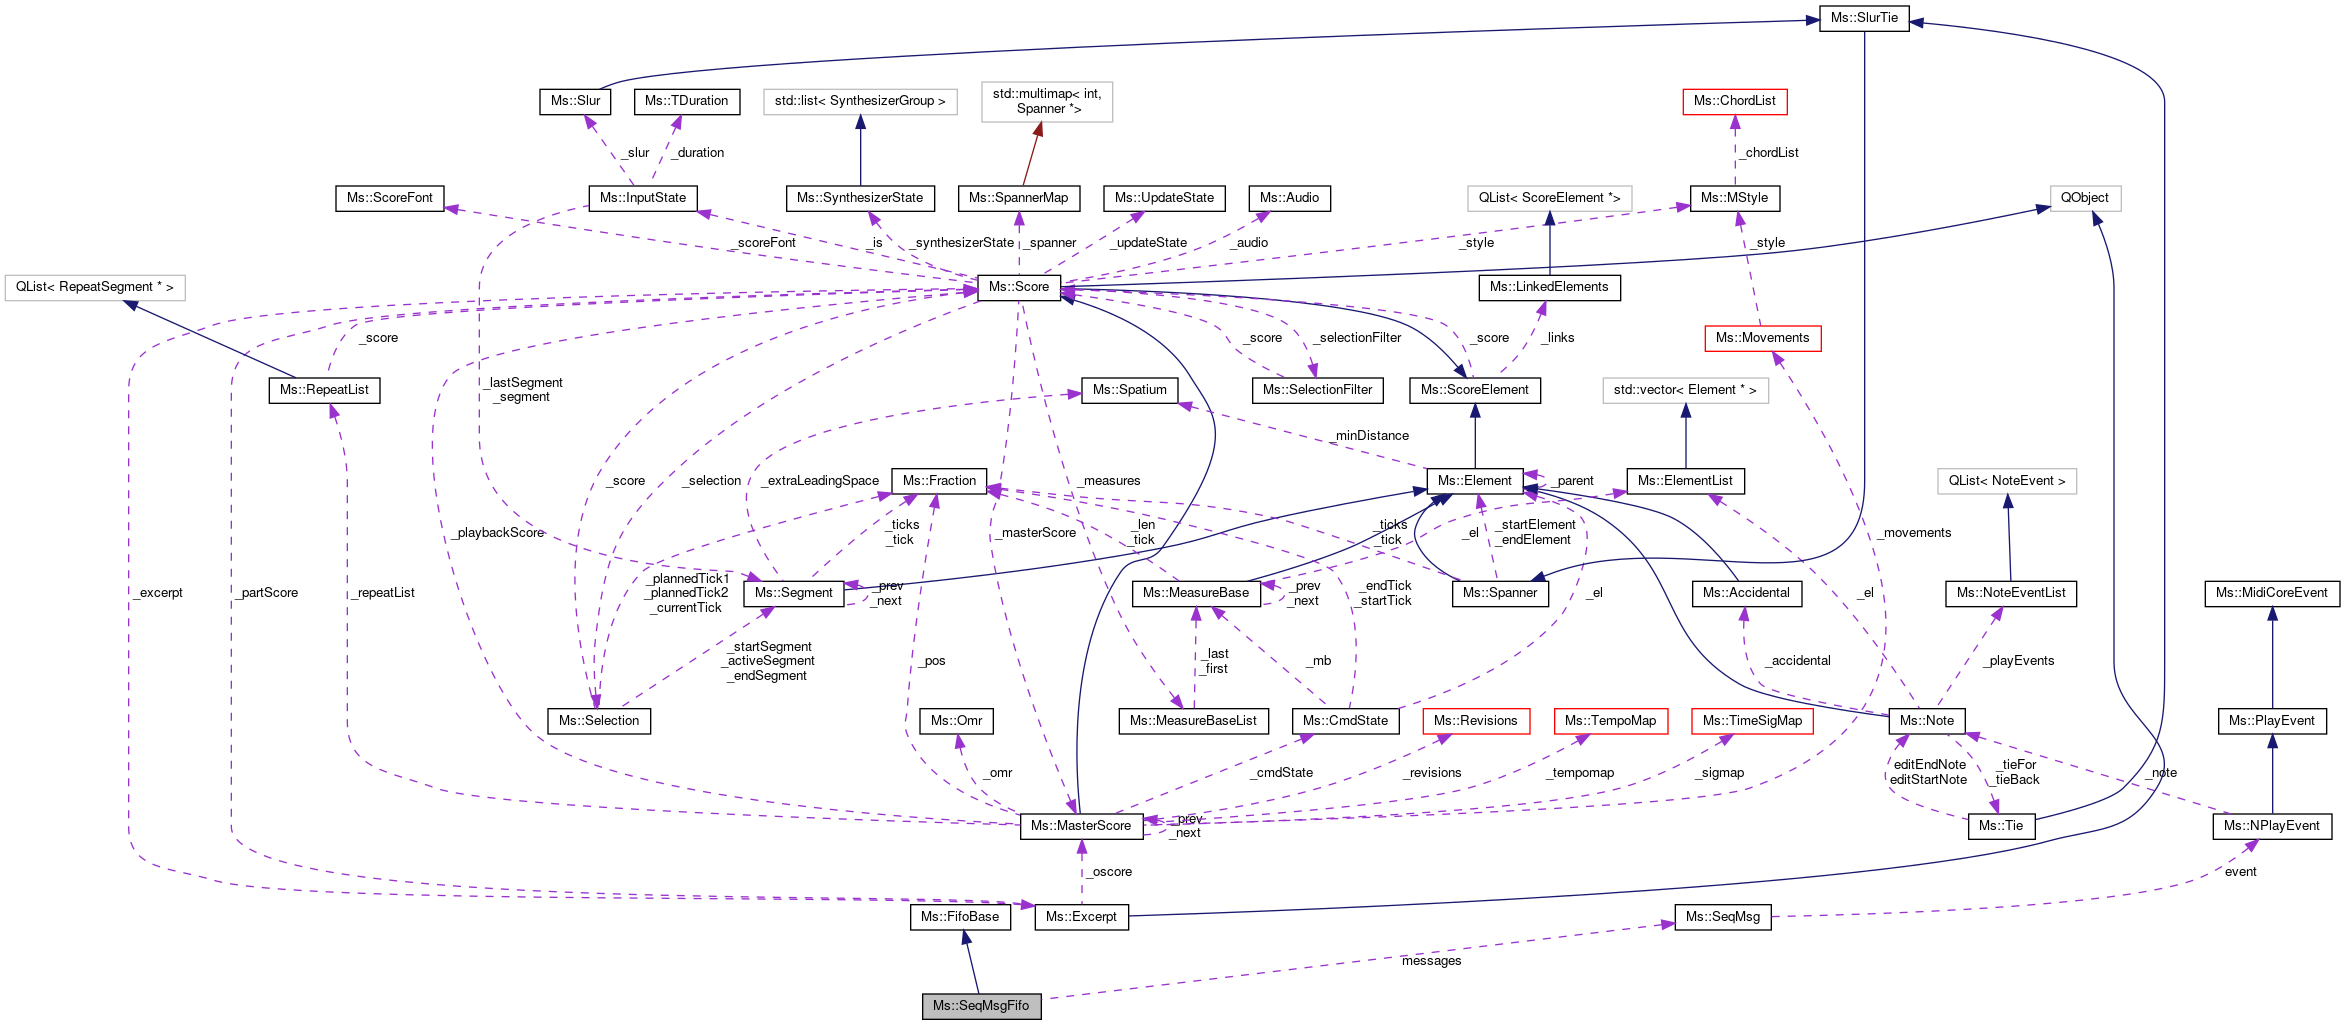 Ms::SlurTie
Ms::Slur
Ms::TDuration
std::list< SynthesizerGroup >
std::multimap< int,
Spanner *>
Ms::ChordList
_slur
_duration
_chordList
Ms::ScoreFont
Ms::InputState
Ms::SynthesizerState
Ms::SpannerMap
Ms::UpdateState
Ms::Audio
QList< ScoreElement *>
Ms::MStyle
QObject
_scoreFont
_is
_synthesizerState
_spanner
_updateState
_audio
_style
_style
QList< RepeatSegment * >
Ms::Score
Ms::LinkedElements
_score
_selectionFilter
_score
_score
_links
Ms::Movements
Ms::RepeatList
_lastSegment
_segment
Ms::Spatium
Ms::SelectionFilter
Ms::ScoreElement
std::vector< Element * >
_minDistance
_score
_selection
_extraLeadingSpace
Ms::Fraction
_measures
Ms::Element
_parent
Ms::ElementList
QList< NoteEvent >
_playbackScore
_ticks
_tick
_masterScore
_len
_tick
_ticks
_tick
_el
_startElement
_endElement
_movements
_excerpt
_partScore
_repeatList
_plannedTick1
_plannedTick2
_currentTick
Ms::Segment
_prev
_next
Ms::MeasureBase
_prev
_next
_endTick
_startTick
Ms::Spanner
_el
Ms::Accidental
_el
Ms::NoteEventList
Ms::MidiCoreEvent
_startSegment
_activeSegment
_endSegment
_pos
_last
_first
_mb
_accidental
_playEvents
Ms::Selection
Ms::Omr
Ms::MeasureBaseList
Ms::CmdState
Ms::Revisions
Ms::TempoMap
Ms::TimeSigMap
Ms::Note
Ms::PlayEvent
_omr
_cmdState
_revisions
_tempomap
_sigmap
editEndNote
editStartNote
_tieFor
_tieBack
_note
Ms::MasterScore
_prev
_next
Ms::Tie
Ms::NPlayEvent
_oscore
event
Ms::FifoBase
Ms::Excerpt
Ms::SeqMsg
messages
Ms::SeqMsgFifo